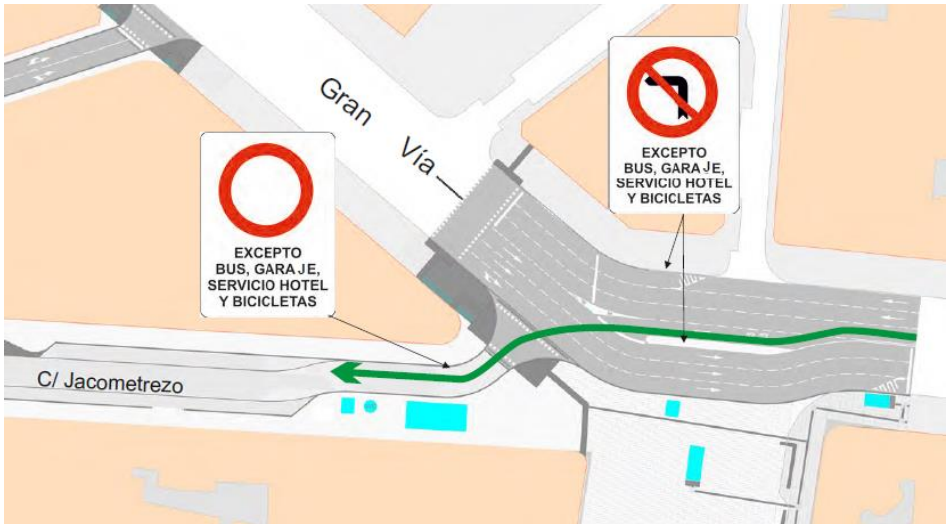 Gran
Vía
EXCEPTO
BUS, GARAJE,
SERVICIO HOTEL
Y BICICLETAS
EXCEPTO
BUS, GARAJE,
SERVICIO HOTEL
Y BICICLETAS
C/ Jacometrezo